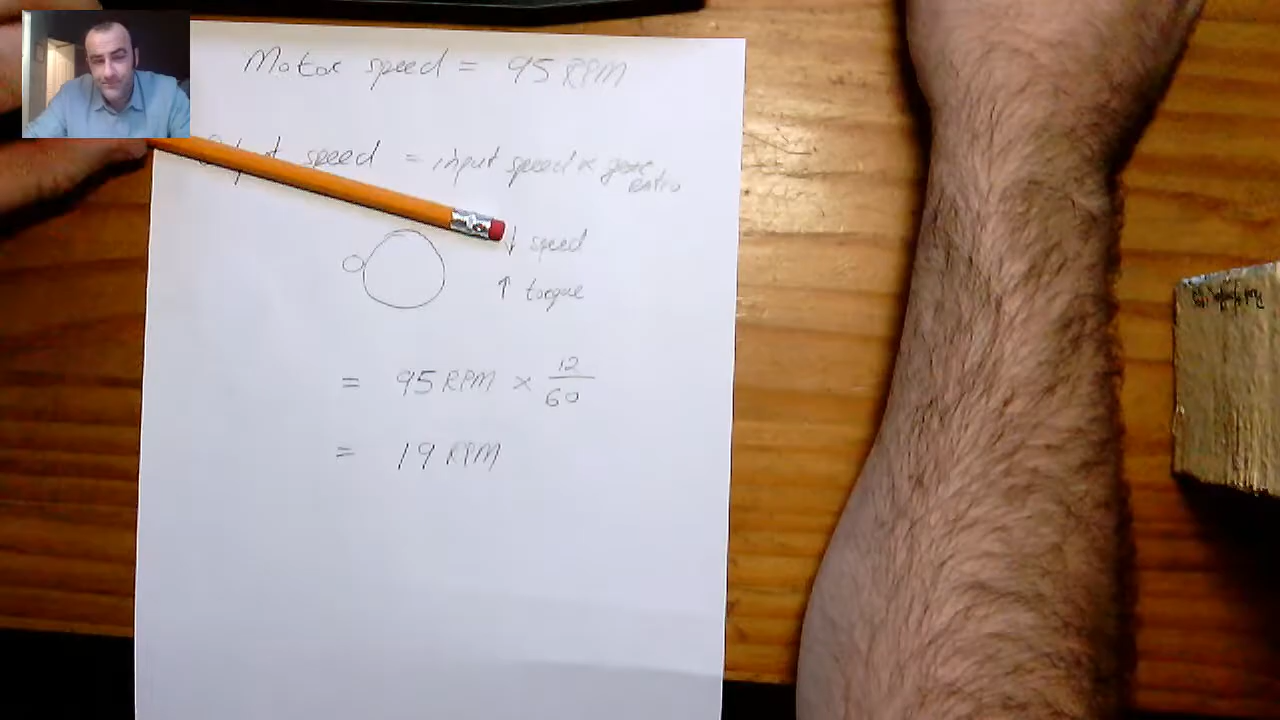 Motor speed = 95 RPM
speed = input speed × gear
ratio
↓ speed
↑ torque
= 95 RPM × 12/60
= 19 RPM